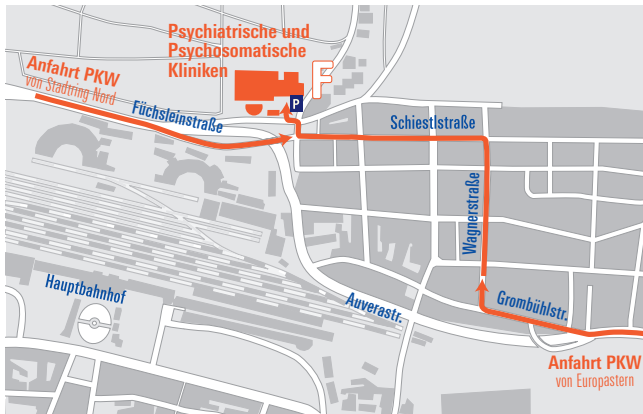 Psychiatrische und
Psychosomatische
Kliniken
F
P
Anfahrt PKW
von Stadtring Nord
Füchsleinstraße
Schiestlstraße
Wagnerstraße
Hauptbahnhof
Auverastr.
Grombühlstr.
Anfahrt PKW
von Europastern